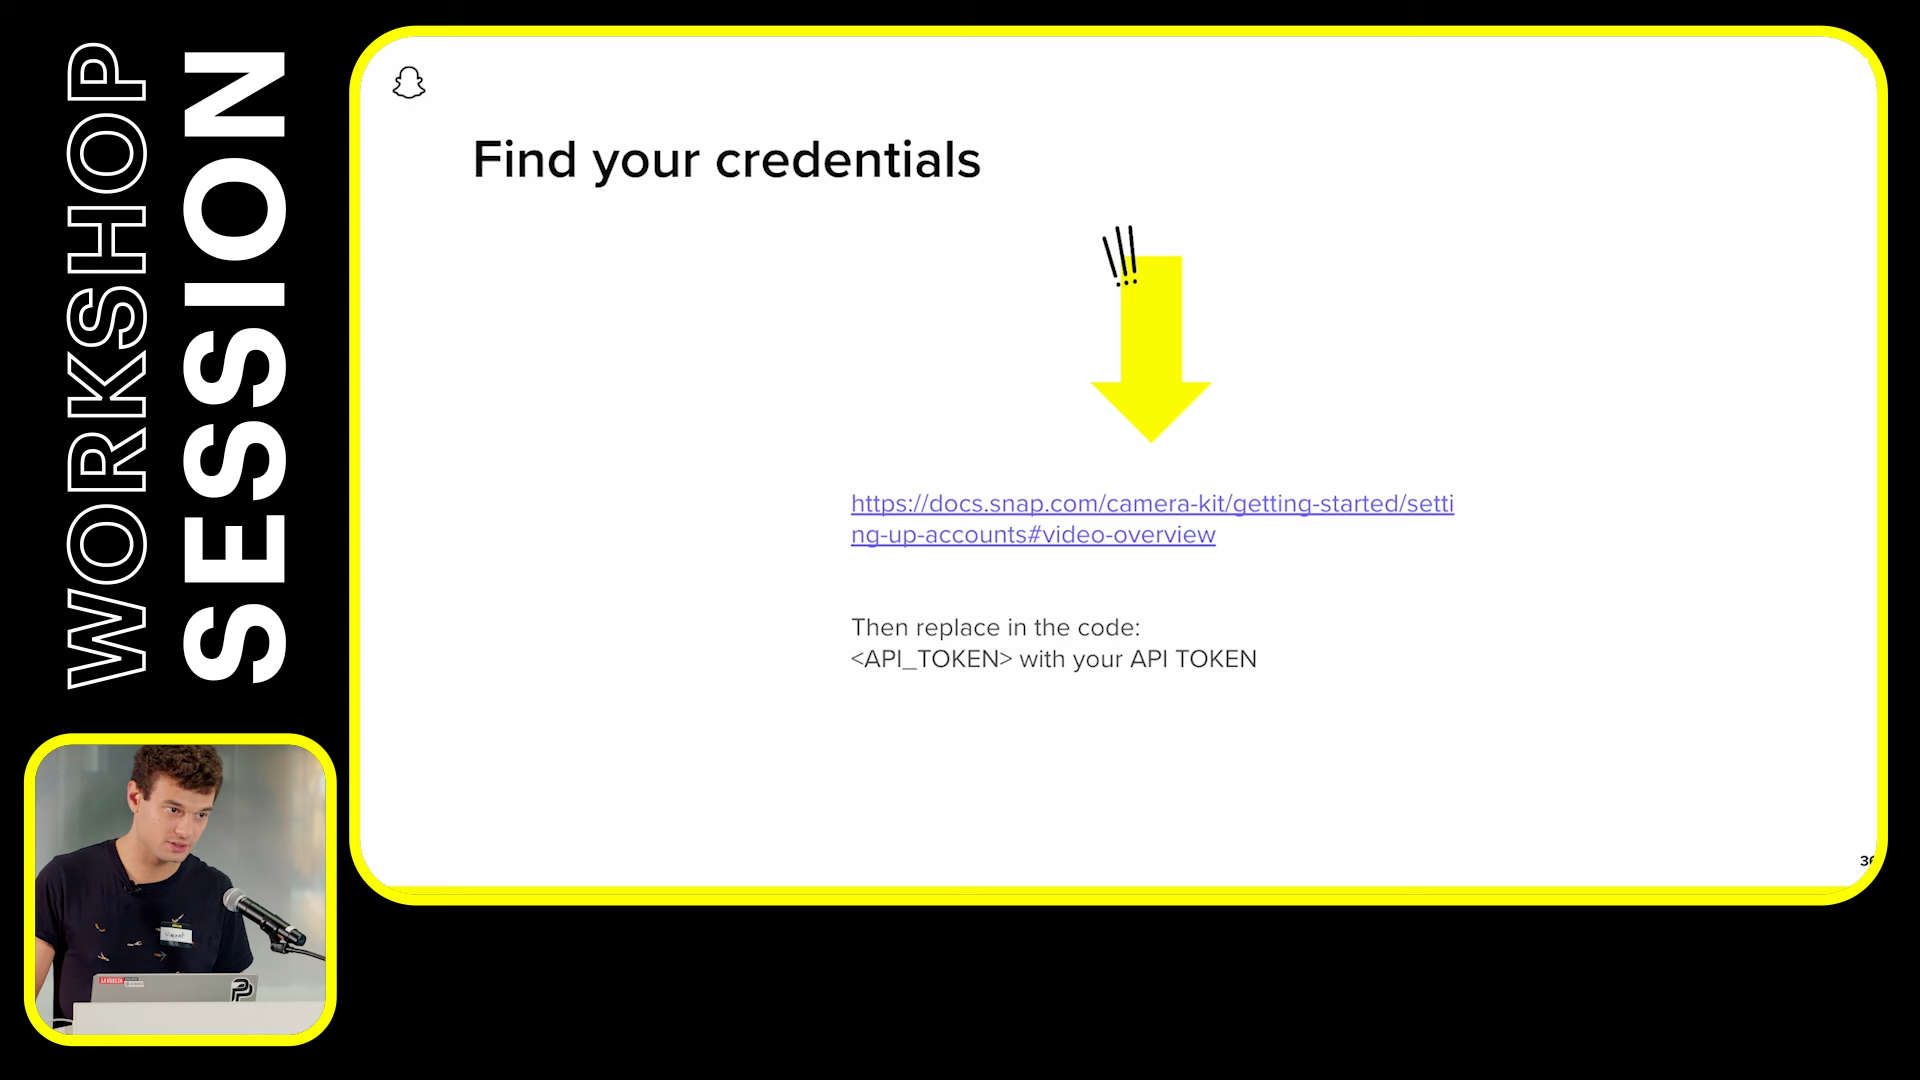 WORKSHOP
SESSION
Find your credentials
https://docs.snap.com/camera-kit/getting-started/setti
ng-up-accounts#video-overview
Then replace in the code:
<API_TOKEN> with your API TOKEN